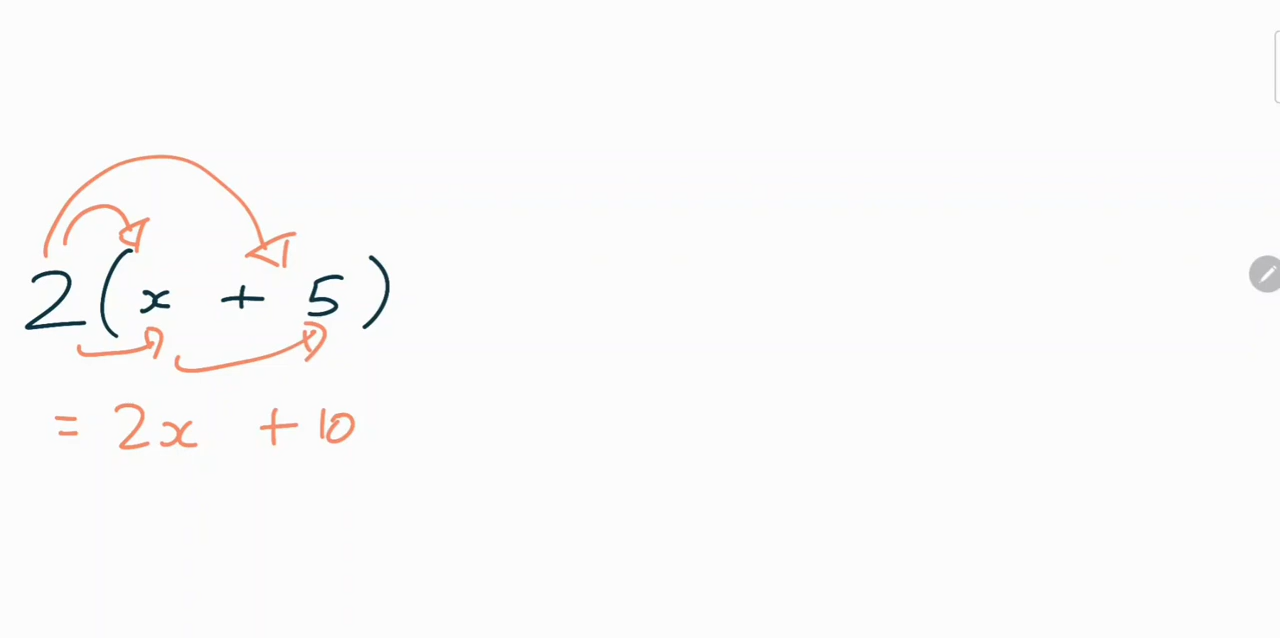 2(x + 5)
= 2x + 10